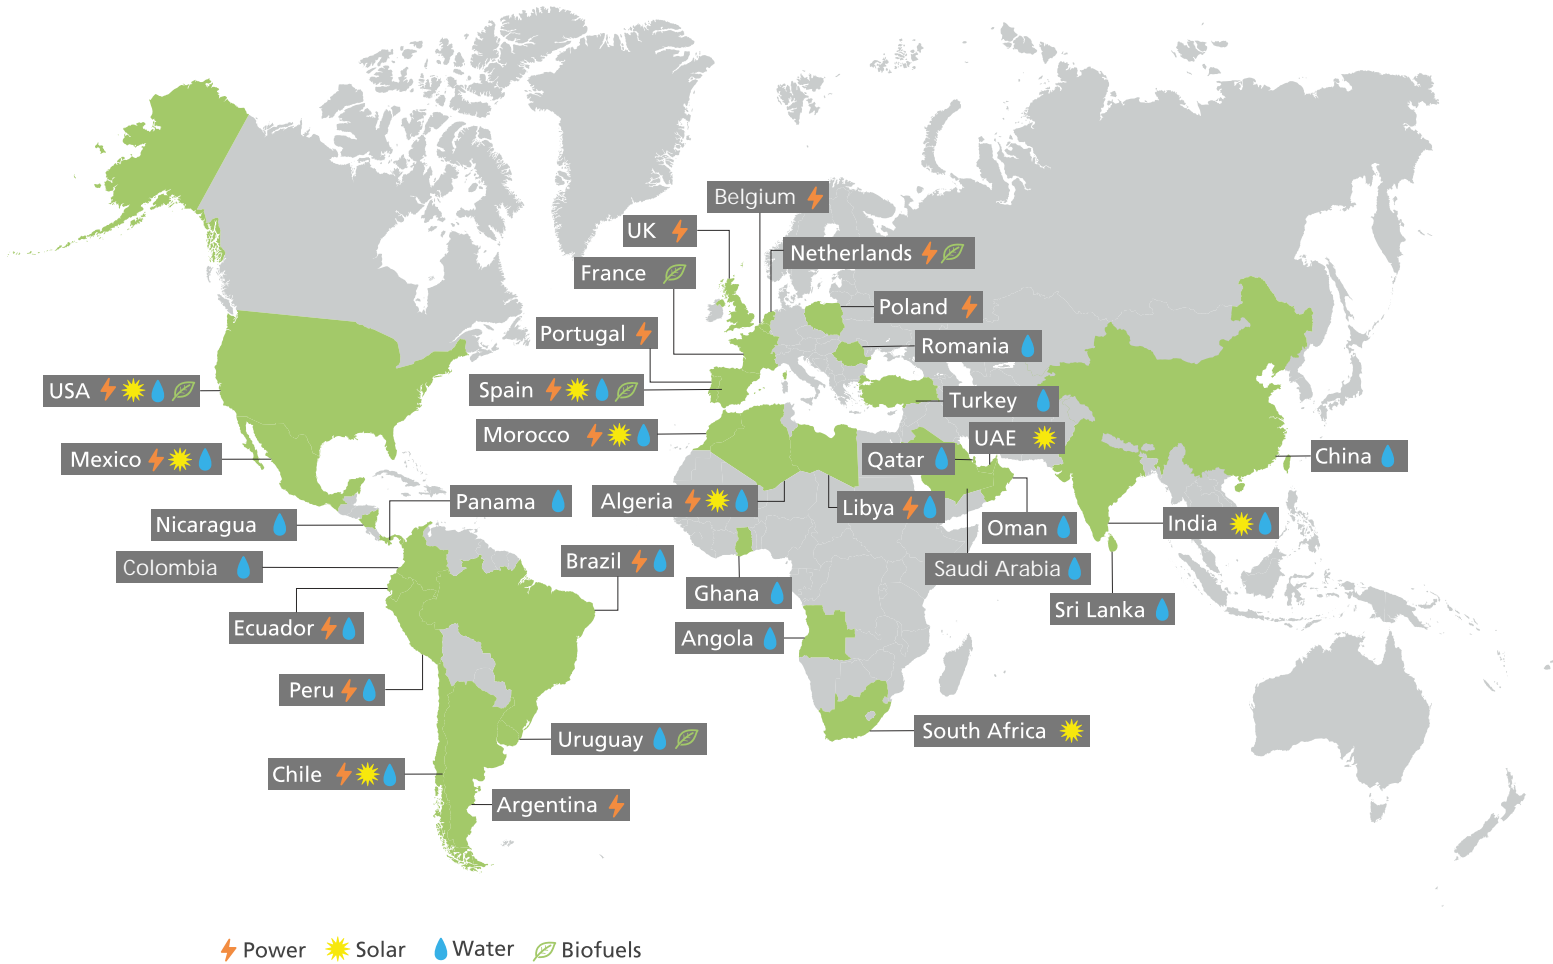 Belgium
UK
Netherlands
France
Poland
Portugal
Romania
USA
Spain
Turkey
Morocco
UAE
Mexico
Qatar
China
Panama
Algeria
Libya
Nicaragua
Oman
India
Colombia
Brazil
Saudi Arabia
Ghana
Sri Lanka
Ecuador
Angola
Peru
South Africa
Uruguay
Chile
Argentina
Power Solar Water Biofuels